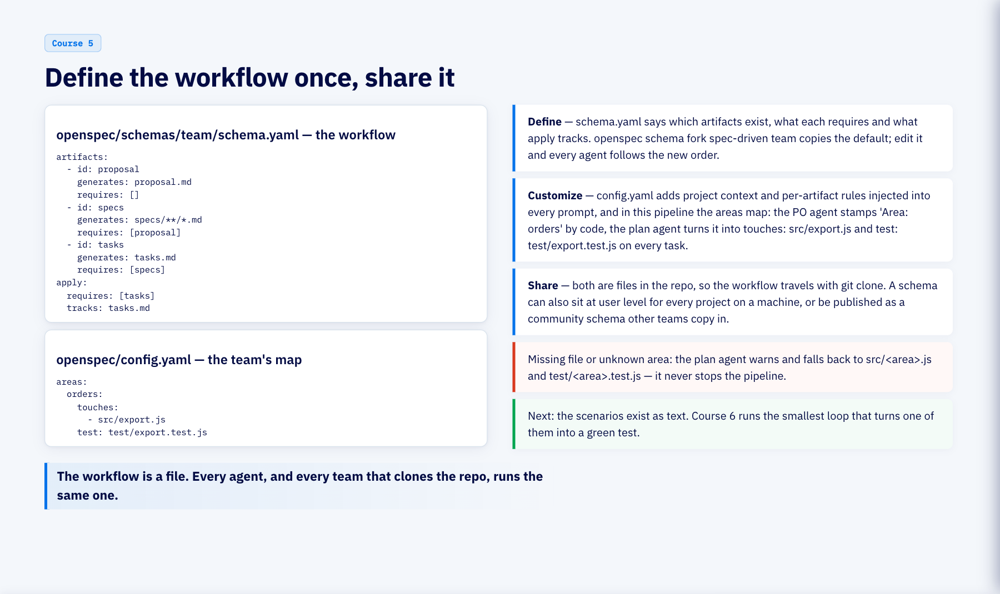 Course 5
Define the workflow once, share it
openspec/schemas/team/schema.yaml — the workflow
artifacts:
  - id: proposal
    generates: proposal.md
    requires: []
  - id: specs
    generates: specs/**/*.md
    requires: [proposal]
  - id: tasks
    generates: tasks.md
    requires: [specs]
apply:
  requires: [tasks]
  tracks: tasks.md
openspec/config.yaml — the team's map
areas:
  orders:
    touches:
      - src/export.js
    test: test/export.test.js
Define — schema.yaml says which artifacts exist, what each requires and what
apply tracks. openspec schema fork spec-driven team copies the default; edit it
and every agent follows the new order.
Customize — config.yaml adds project context and per-artifact rules injected into
every prompt, and in this pipeline the areas map: the PO agent stamps 'Area:
orders' by code, the plan agent turns it into touches: src/export.js and test:
test/export.test.js on every task.
Share — both are files in the repo, so the workflow travels with git clone. A schema
can also sit at user level for every project on a machine, or be published as a
community schema other teams copy in.
Missing file or unknown area: the plan agent warns and falls back to src/<area>.js
and test/<area>.test.js — it never stops the pipeline.
Next: the scenarios exist as text. Course 6 runs the smallest loop that turns one of
them into a green test.
The workflow is a file. Every agent, and every team that clones the repo, runs the
same one.